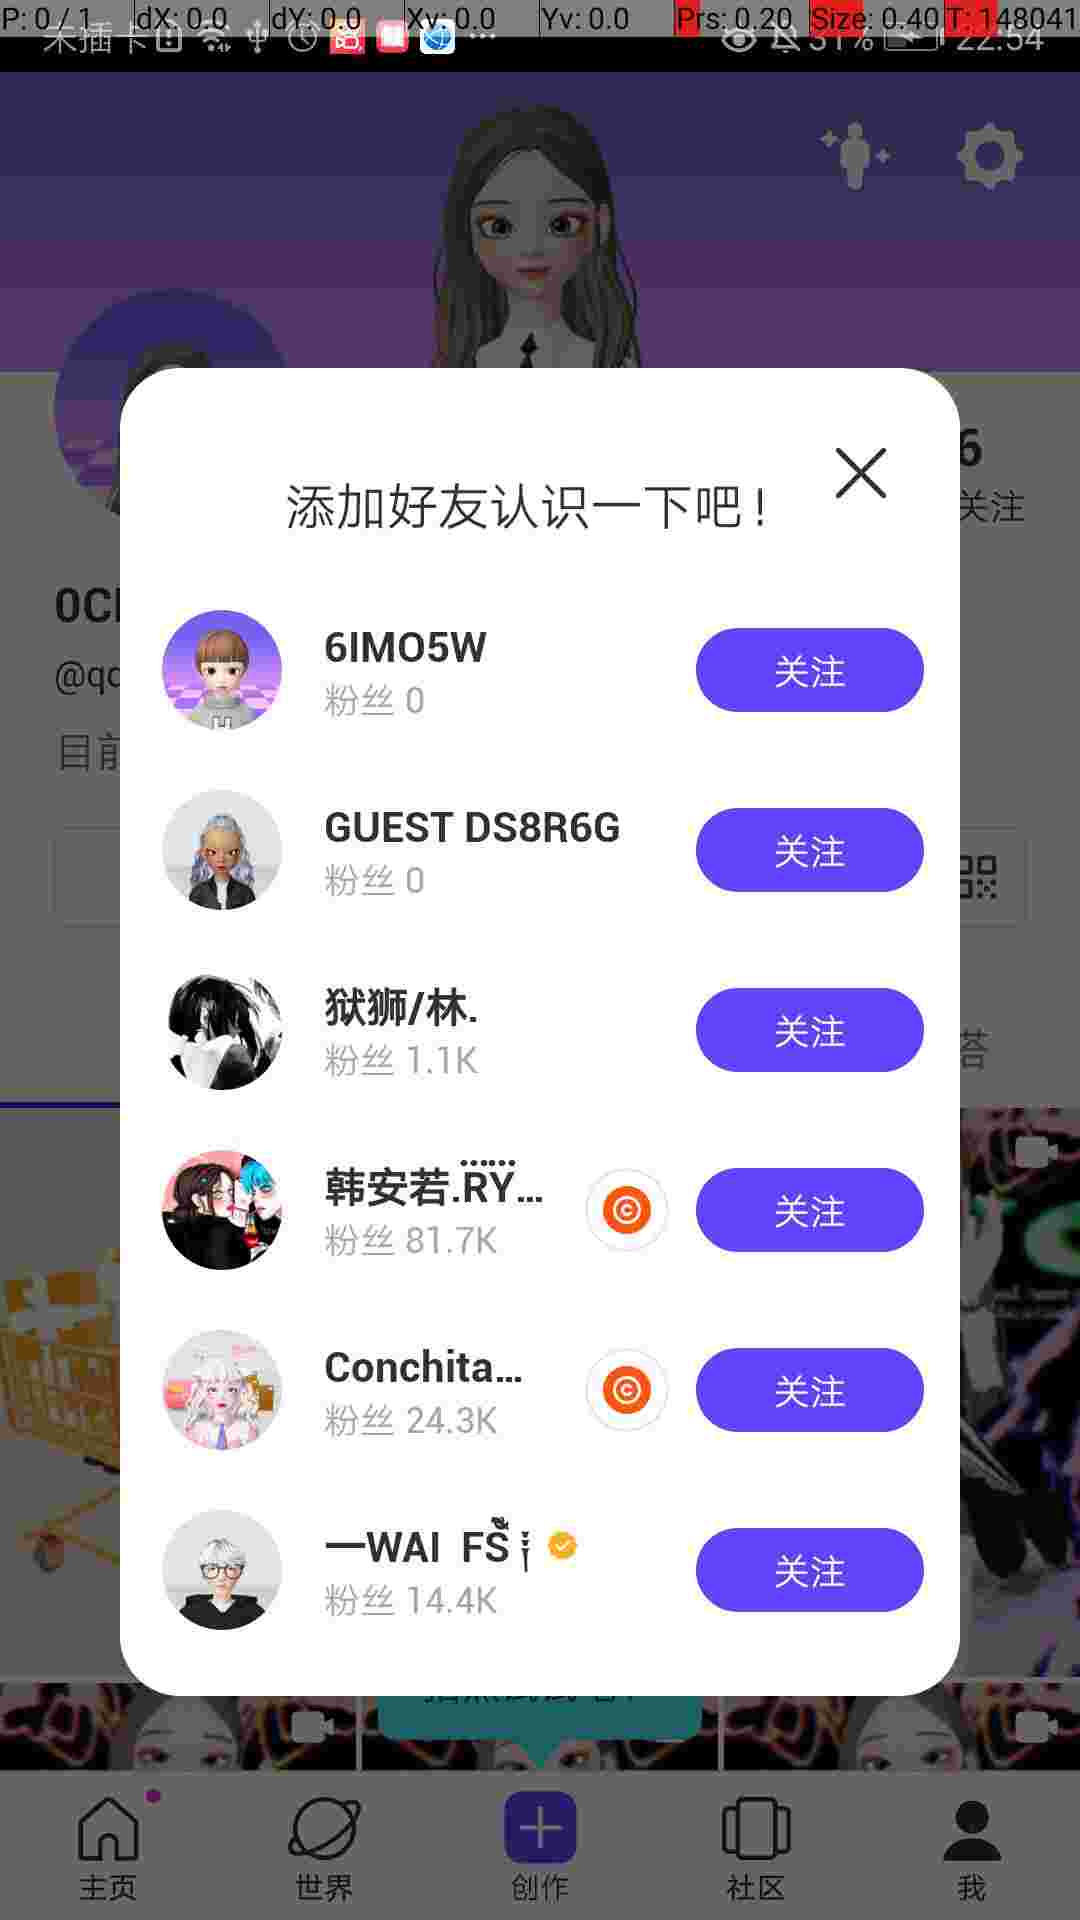 P: 0 / 1 dX: 0.0 dY: 0.0 Xv: 0.0 Yv: 0.0 Prs: 0.20 Size: 0.40 T: 148041
未插卡 31% 22:54
6
关注
添加好友认识一下吧！
@qc
目前
6IMO5W
粉丝 0
关注
GUEST DS8R6G
粉丝 0
关注
狱狮/林.
粉丝 1.1K
关注
答
韩安若.RY...
粉丝 81.7K
关注
Conchita...
粉丝 24.3K
关注
一WAI FS
粉丝 14.4K
关注
主页
世界
创作
社区
我